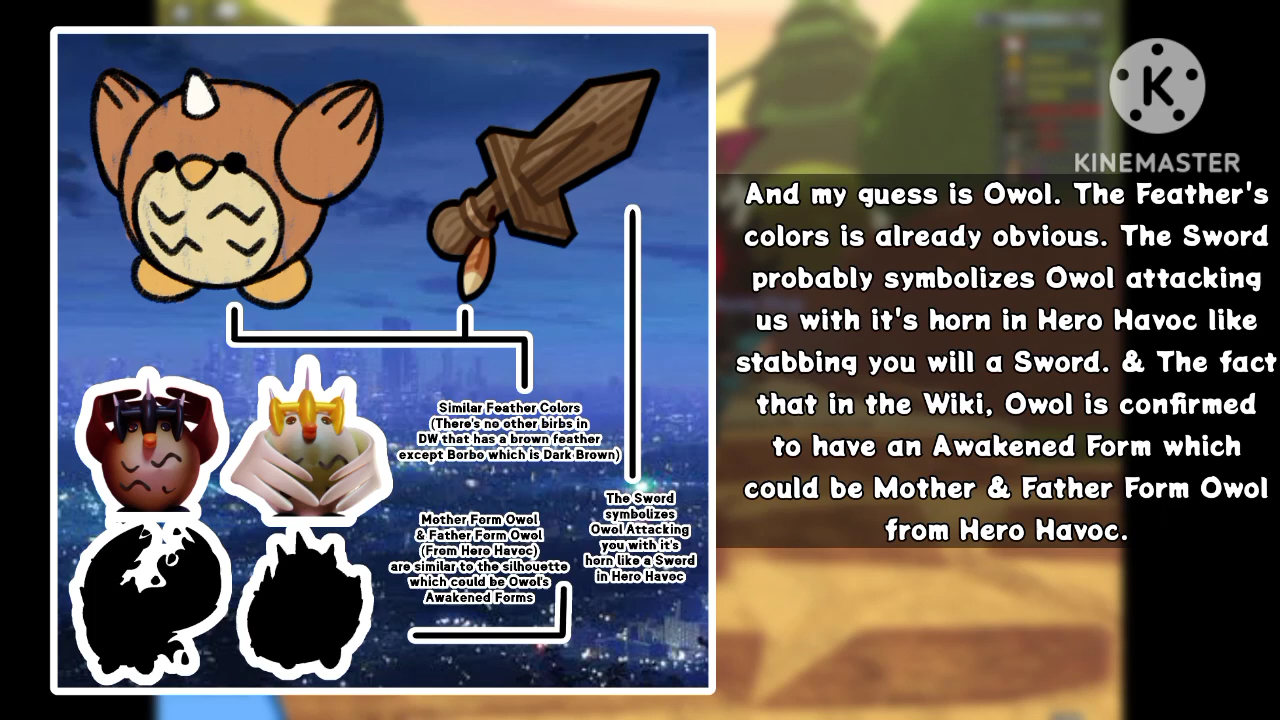 K
KINEMASTER
And my guess is Owol. The Feather's
colors is already obvious. The Sword
probably symbolizes Owol attacking
us with it's horn in Hero Havoc like
stabbing you will a Sword. & The fact
that in the Wiki, Owol is confirmed
to have an Awakened Form which
could be Mother & Father Form Owol
from Hero Havoc.
Similar Feather Colors
(There's no other birbs in
DW that has a brown feather
except Borbo which is Dark Brown)
The Sword
symbolizes
Owol Attacking
you with it's
horn like a Sword
in Hero Havoc
Mother Form Owol
& Father Form Owol
(From Hero Havoc)
are similar to the silhouette
which could be Owol's
Awakened Forms